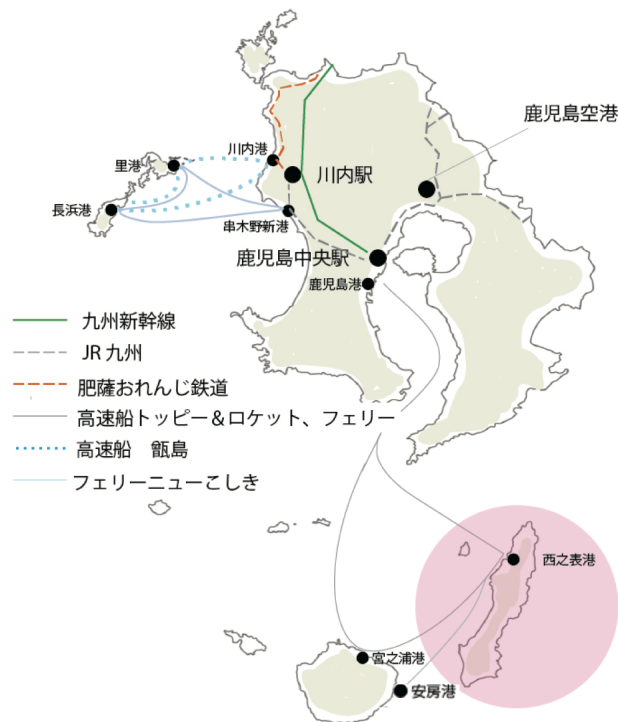 鹿児島空港
川内港
里港
川内駅
長浜港
串木野新港
鹿児島中央駅
鹿児島港
九州新幹線
JR 九州
肥薩おれんじ鉄道
高速船トッピー&ロケット、フェリー
高速船 甑島
フェリーニューこしき
西之表港
宮之浦港
安房港